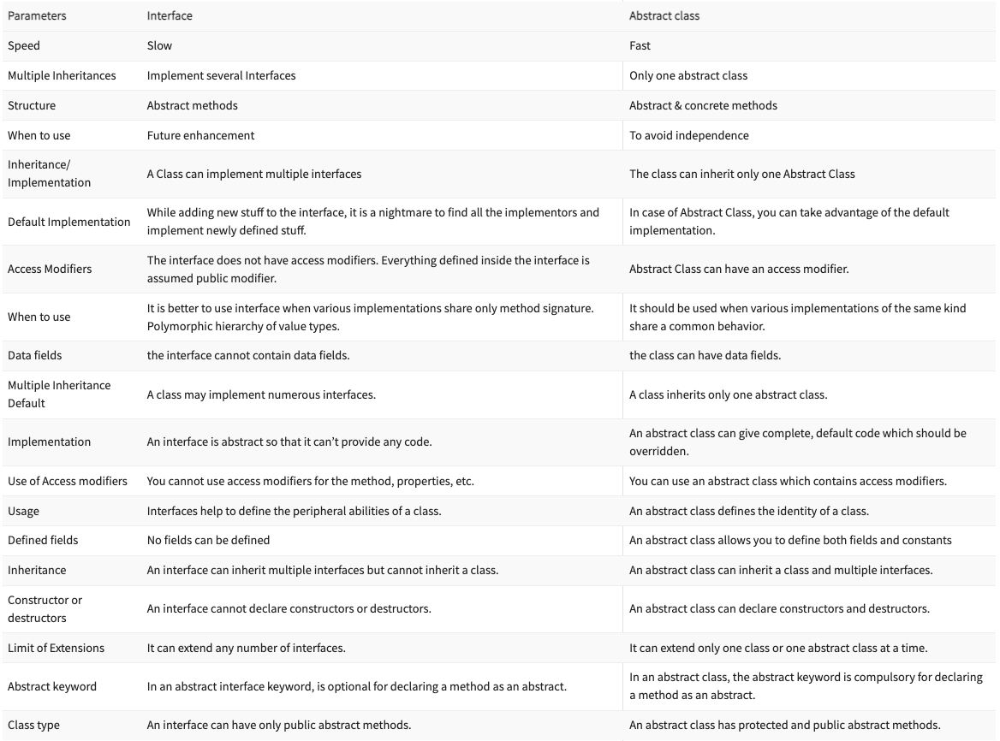 Parameters Interface Abstract class
Speed Slow Fast
Multiple Inheritances Implement several Interfaces Only one abstract class
Structure Abstract methods Abstract & concrete methods
When to use Future enhancement To avoid independence
Inheritance/
Implementation
A Class can implement multiple interfaces The class can inherit only one Abstract Class
Default Implementation
While adding new stuff to the interface, it is a nightmare to find all the implementors and
implement newly defined stuff.
In case of Abstract Class, you can take advantage of the default
implementation.
Access Modifiers
The interface does not have access modifiers. Everything defined inside the interface is
assumed public modifier.
Abstract Class can have an access modifier.
When to use
It is better to use interface when various implementations share only method signature.
Polymorphic hierarchy of value types.
It should be used when various implementations of the same kind
share a common behavior.
Data fields the interface cannot contain data fields. the class can have data fields.
Multiple Inheritance
Default
A class may implement numerous interfaces. A class inherits only one abstract class.
Implementation An interface is abstract so that it can’t provide any code.
An abstract class can give complete, default code which should be
overridden.
Use of Access modifiers You cannot use access modifiers for the method, properties, etc. You can use an abstract class which contains access modifiers.
Usage Interfaces help to define the peripheral abilities of a class. An abstract class defines the identity of a class.
Defined fields No fields can be defined An abstract class allows you to define both fields and constants
Inheritance An interface can inherit multiple interfaces but cannot inherit a class. An abstract class can inherit a class and multiple interfaces.
Constructor or
destructors
An interface cannot declare constructors or destructors. An abstract class can declare constructors and destructors.
Limit of Extensions It can extend any number of interfaces. It can extend only one class or one abstract class at a time.
Abstract keyword In an abstract interface keyword, is optional for declaring a method as an abstract.
In an abstract class, the abstract keyword is compulsory for declaring
a method as an abstract.
Class type An interface can have only public abstract methods. An abstract class has protected and public abstract methods.